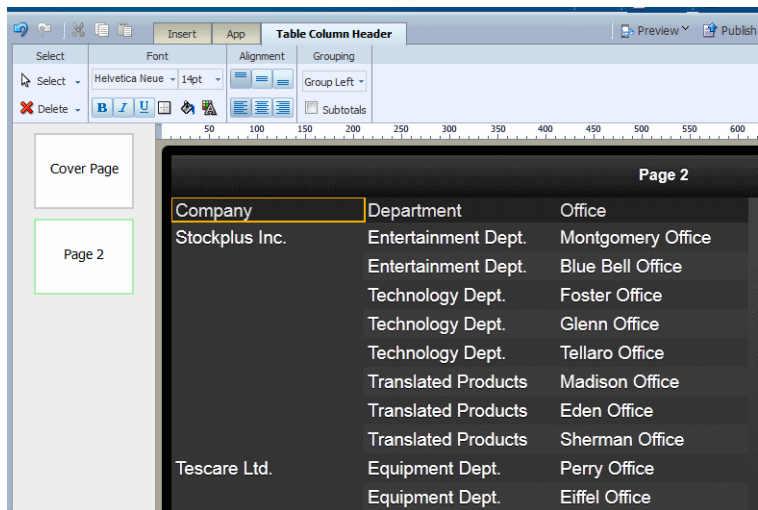 Insert App Table Column Header Preview Publish
Select Font Alignment Grouping
Select Helvetica Neue 14pt Group Left
Delete B I U Subtotals
50 100 150 200 250 300 350 400 450 500 550 600
Cover Page
Page 2
Page 2
Company Department Office
Stockplus Inc. Entertainment Dept. Montgomery Office
Entertainment Dept. Blue Bell Office
Technology Dept. Foster Office
Technology Dept. Glenn Office
Technology Dept. Tellaro Office
Translated Products Madison Office
Translated Products Eden Office
Translated Products Sherman Office
Tescare Ltd. Equipment Dept. Perry Office
Equipment Dept. Eiffel Office